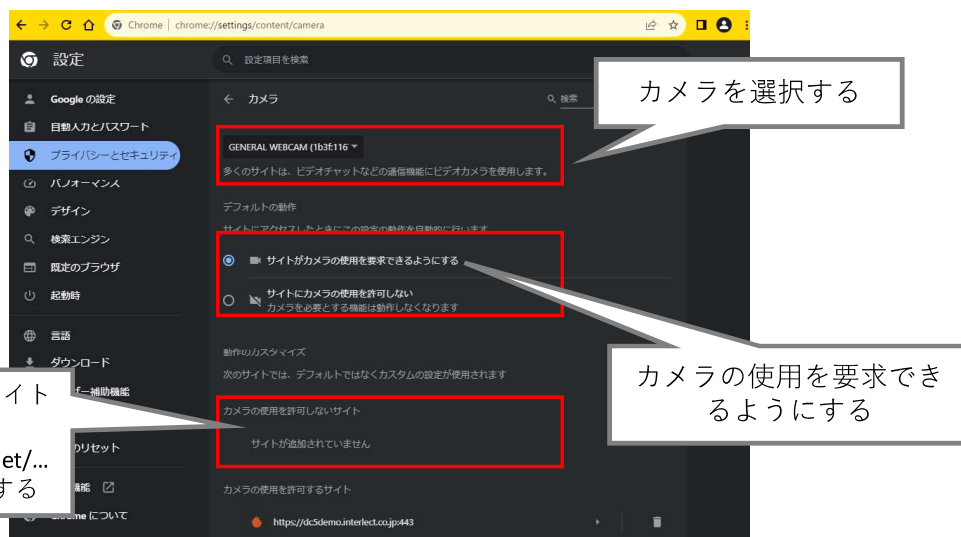 Chrome | chrome://settings/content/camera
設定
設定項目を検索
Google の設定
自動入力とパスワード
プライバシーとセキュリティ
パフォーマンス
デザイン
検索エンジン
既定のブラウザ
起動時
言語
ダウンロード
ー補助機能
のリセット
機能
Chrome について
カメラ
検索
GENERAL WEBCAM (1b3f:116
多くのサイトは、ビデオチャットなどの通信機能にビデオカメラを使用します。
デフォルトの動作
サイトにアクセスしたときにこの設定の動作を自動的に行います
サイトがカメラの使用を要求できるようにする
サイトにカメラの使用を許可しない
カメラを必要とする機能は動作しなくなります
動作のカスタマイズ
次のサイトでは、デフォルトではなくカスタムの設定が使用されます
カメラの使用を許可しないサイト
サイトが追加されていません
カメラの使用を許可するサイト
https://dc5demo.interlect.co.jp:443
カメラを選択する
カメラの使用を要求でき
るようにする
イト
et/...
する